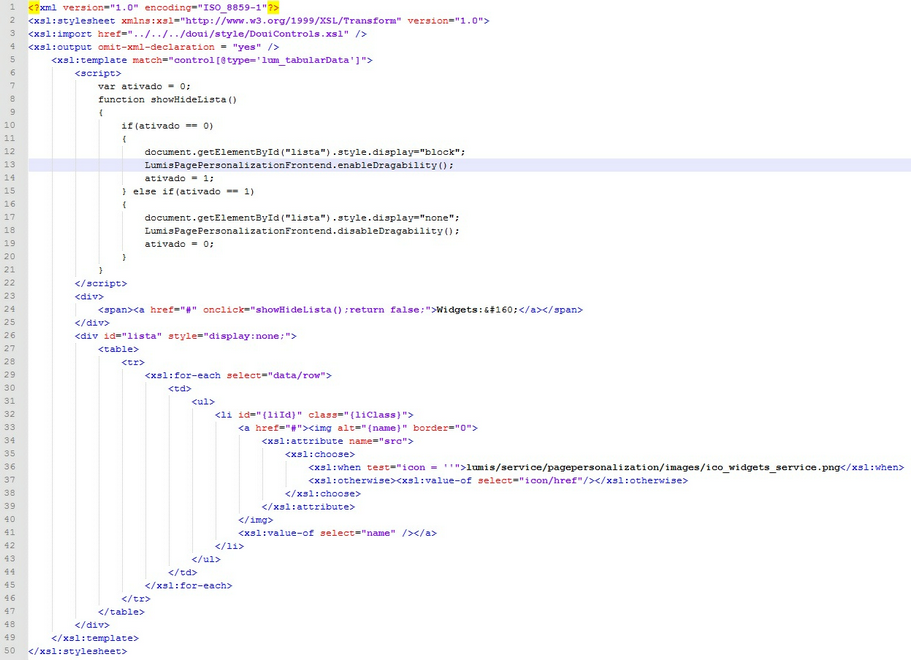 1 <?xml version="1.0" encoding="ISO_8859-1"?>
2 <xsl:stylesheet xmlns:xsl="http://www.w3.org/1999/XSL/Transform" version="1.0">
3 <xsl:import href="../../../doui/style/DouiControls.xsl" />
4 <xsl:output omit-xml-declaration = "yes" />
5 <xsl:template match="control[@type='lum_tabularData']">
6 <script>
7 var ativado = 0;
8 function showHideLista()
9 {
10 if(ativado == 0)
11 {
12 document.getElementById("lista").style.display="block";
13 LumisPagePersonalizationFrontend.enableDragability();
14 ativado = 1;
15 } else if(ativado == 1)
16 {
17 document.getElementById("lista").style.display="none";
18 LumisPagePersonalizationFrontend.disableDragability();
19 ativado = 0;
20 }
21 }
22 </script>
23 <div>
24 <span><a href="#" onclick="showHideLista();return false;">Widgets:&#160;</a></span>
25 </div>
26 <div id="lista" style="display:none;">
27 <table>
28 <tr>
29 <xsl:for-each select="data/row">
30 <td>
31 <ul>
32 <li id="{liId}" class="{liClass}">
33 <a href="#"><img alt="{name}" border="0">
34 <xsl:attribute name="src">
35 <xsl:choose>
36 <xsl:when test="icon = ''">lumis/service/pagepersonalization/images/ico_widgets_service.png</xsl:when>
37 <xsl:otherwise><xsl:value-of select="icon/href"/></xsl:otherwise>
38 </xsl:choose>
39 </xsl:attribute>
40 </img>
41 <xsl:value-of select="name" /></a>
42 </li>
43 </ul>
44 </td>
45 </xsl:for-each>
46 </tr>
47 </table>
48 </div>
49 </xsl:template>
50 </xsl:stylesheet>